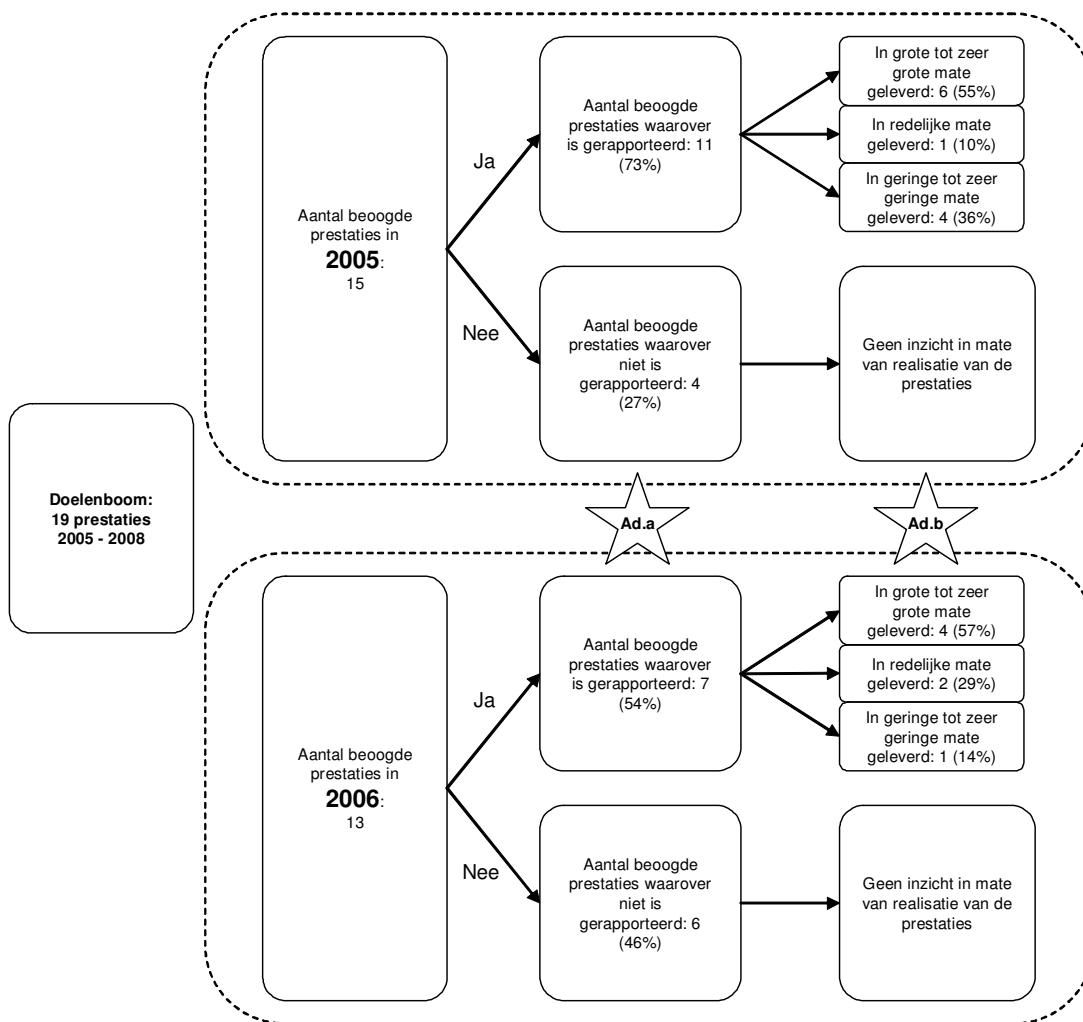 Doelenboom:
19 prestaties
2005 - 2008
Aantal beoogde
prestaties in
2005:
15
Ja
Nee
Aantal beoogde
prestaties waarover
is gerapporteerd: 11
(73%)
In grote tot zeer
grote mate
geleverd: 6 (55%)
In redelijke mate
geleverd: 1 (10%)
In geringe tot zeer
geringe mate
geleverd: 4 (36%)
Aantal beoogde
prestaties waarover
niet is
gerapporteerd: 4
(27%)
Geen inzicht in mate
van realisatie van de
prestaties
Ad.a
Ad.b
Aantal beoogde
prestaties in
2006:
13
Ja
Nee
Aantal beoogde
prestaties waarover
is gerapporteerd: 7
(54%)
In grote tot zeer
grote mate
geleverd: 4 (57%)
In redelijke mate
geleverd: 2 (29%)
In geringe tot zeer
geringe mate
geleverd: 1 (14%)
Aantal beoogde
prestaties waarover
niet is
gerapporteerd: 6
(46%)
Geen inzicht in mate
van realisatie van de
prestaties